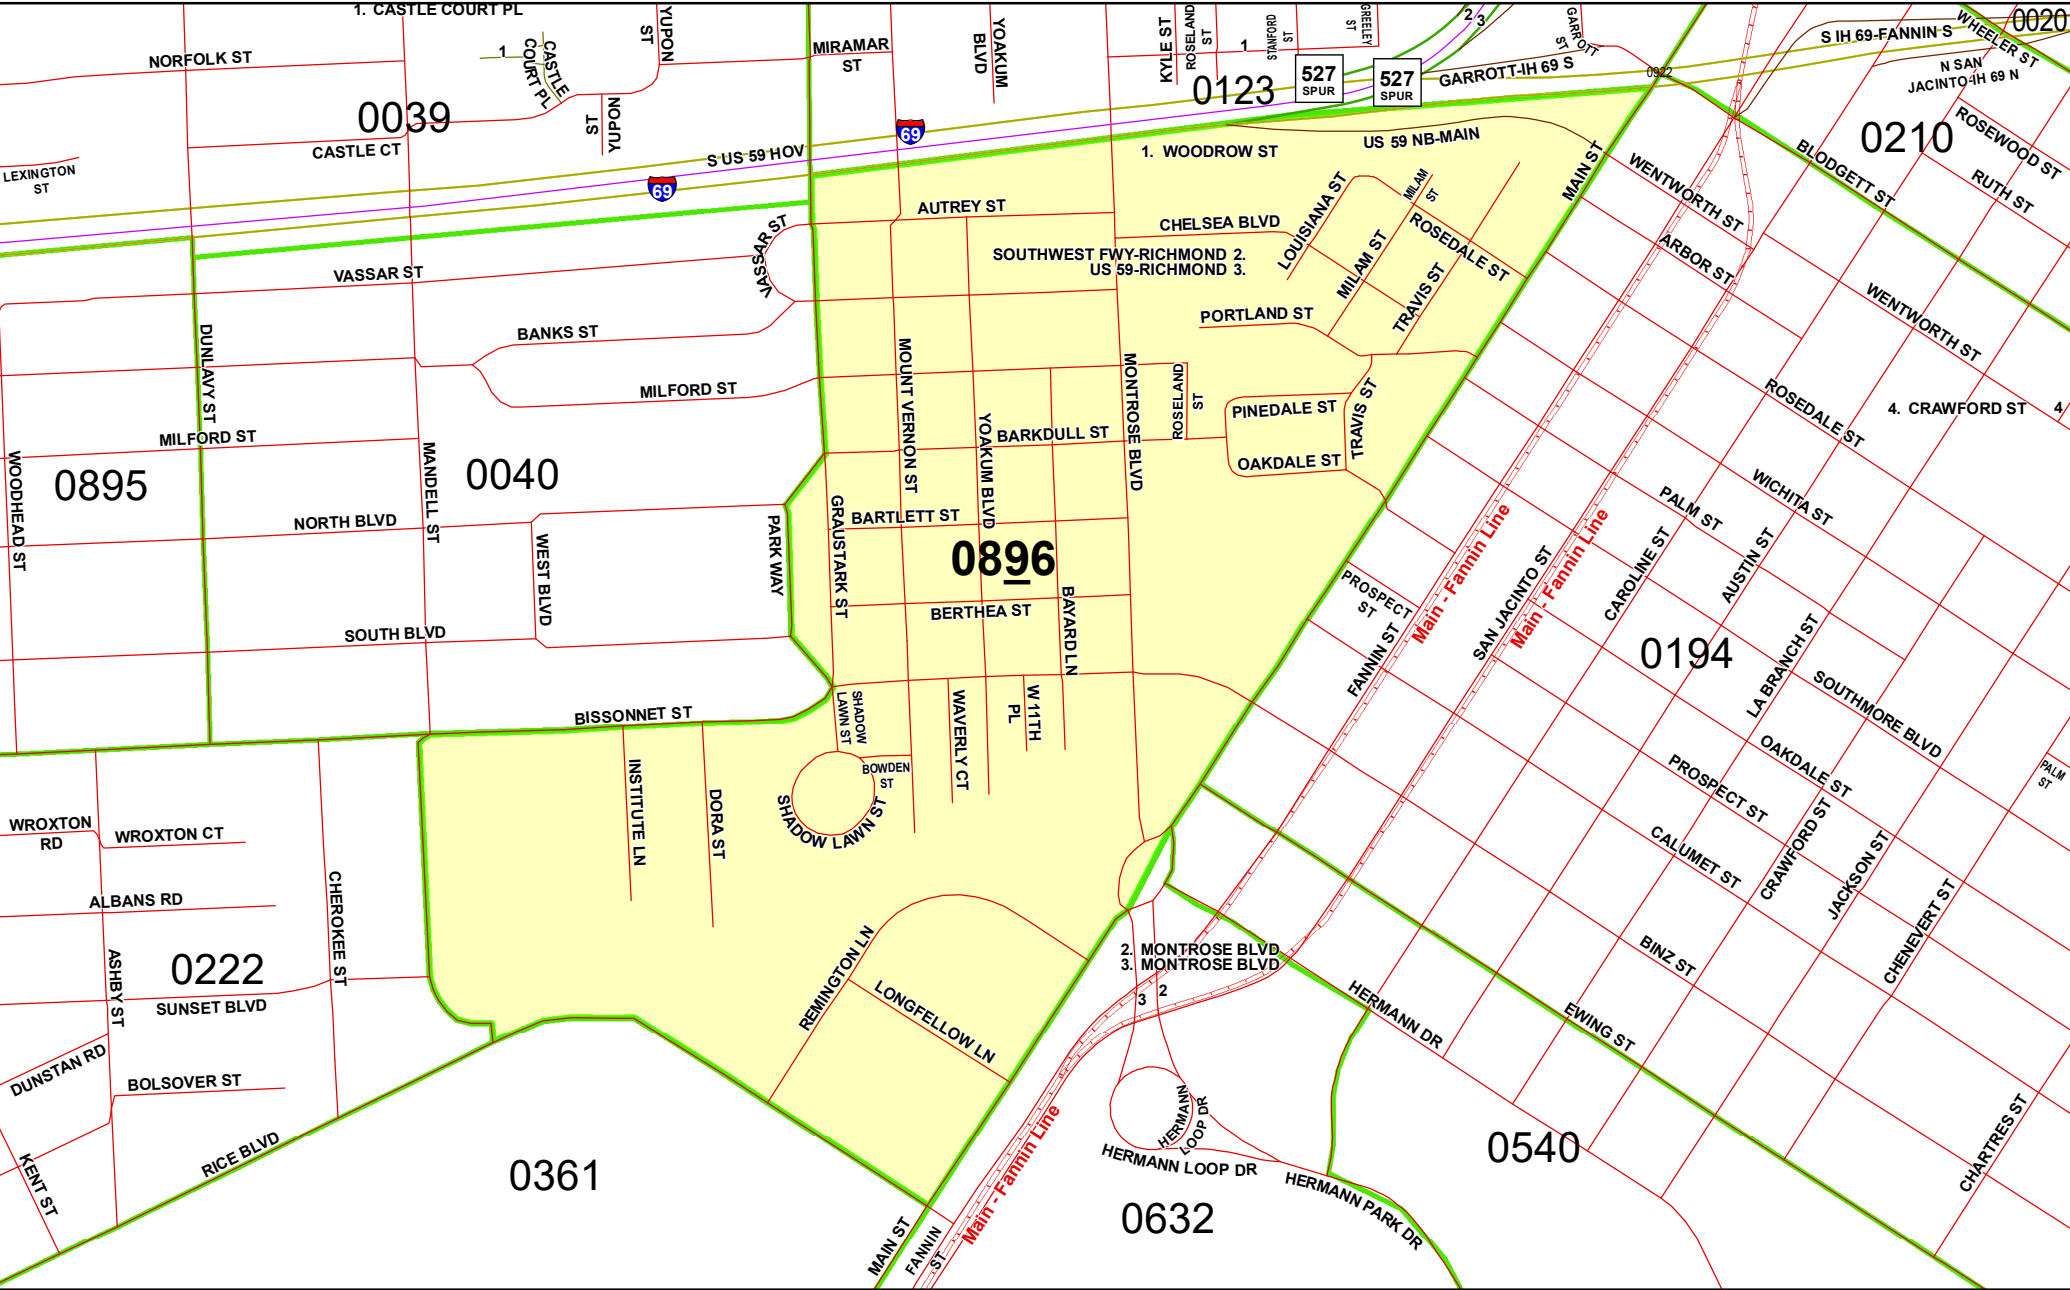 1. CASTLE COURT PL
NORFOLK ST
1
CASTLE
COURT PL
YUPON
ST
YUPON
ST
MIRAMAR
ST
YOAKUM
BLVD
KYLE ST
ROSELAND
ST
1
STANFORD
ST
GREELEY
ST
2
3
GARROTT
ST
S IH 69-FANNIN S
WHEELER ST
0020
0039
0123
527
SPUR
527
SPUR
GARROTT-IH 69 S
0922
N SAN
JACINTO-IH 69 N
CASTLE CT
LEXINGTON
ST
S US 59 HOV
69
69
1. WOODROW ST
US 59 NB-MAIN
MAIN ST
0210
ROSEWOOD ST
RUTH ST
BLODGETT ST
WENTWORTH ST
ARBOR ST
WENTWORTH ST
VASSAR ST
VASSAR ST
VASSAR
AUTREY ST
CHELSEA BLVD
LOUISIANA ST
MILAM
ST
ROSEDALE ST
SOUTHWEST FWY-RICHMOND 2.
US 59-RICHMOND 3.
MILAM ST
TRAVIS ST
PORTLAND ST
BANKS ST
DUNLAVY ST
MILFORD ST
MILFORD ST
MOUNT VERNON ST
MONTROSE BLVD
ROSELAND
ST
PINEDALE ST
TRAVIS ST
YOAKUM BLVD
BARKDULL ST
OAKDALE ST
ROSEDALE ST
4. CRAWFORD ST
4
WOODHEAD ST
0895
MANDELL ST
0040
WICHITA ST
PALM ST
NORTH BLVD
WEST BLVD
PARK WAY
GRAUSTARK ST
BARTLETT ST
0896
BERTHEA ST
BAYARD LN
PROSPECT
ST
Main - Fannin Line
Main - Fannin Line
SAN JACINTO ST
CAROLINE ST
AUSTIN ST
SOUTH BLVD
FANNIN ST
0194
LA BRANCH ST
SOUTHMORE BLVD
BISSONNET ST
SHADOW
LAWN ST
WAVERLY CT
W 11TH
PL
OAKDALE ST
PALM
ST
INSTITUTE LN
DORA ST
BOWDEN
ST
SHADOW LAWN ST
PROSPECT ST
CRAWFORD ST
WROXTON
RD
WROXTON CT
CALUMET ST
JACKSON ST
CHEROKEE ST
ALBANS RD
CHENEVERT ST
ASHBY ST
0222
SUNSET BLVD
REMINGTON LN
LONGFELLOW LN
2. MONTROSE BLVD
3. MONTROSE BLVD
3
2
BINZ ST
HERMANN DR
EWING ST
DUNSTAN RD
BOLSOVER ST
HERMANN
LOOP DR
HERMANN LOOP DR
HERMANN PARK DR
0540
CHARTRES ST
RICE BLVD
KENT ST
0361
0632
Main - Fannin Line
MAIN ST
FANNIN
ST